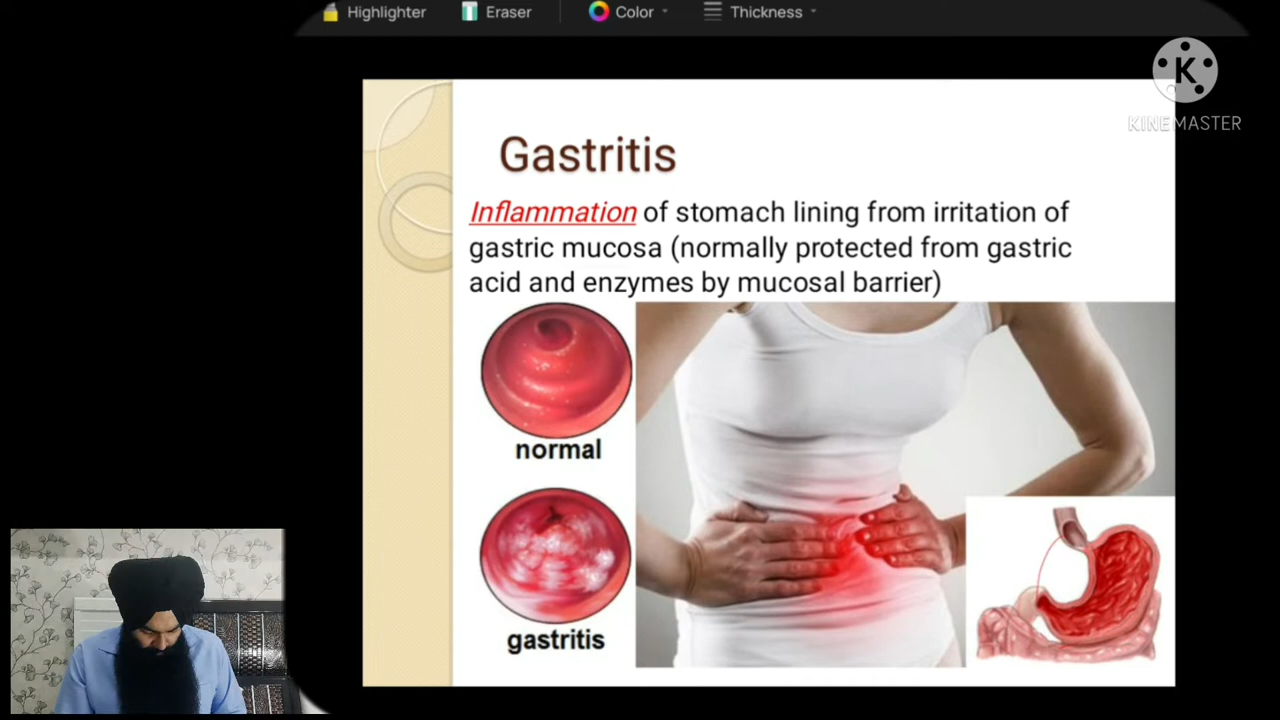 Highlighter Eraser Color Thickness
KINEMASTER
Gastritis
Inflammation of stomach lining from irritation of
gastric mucosa (normally protected from gastric
acid and enzymes by mucosal barrier)
normal
gastritis